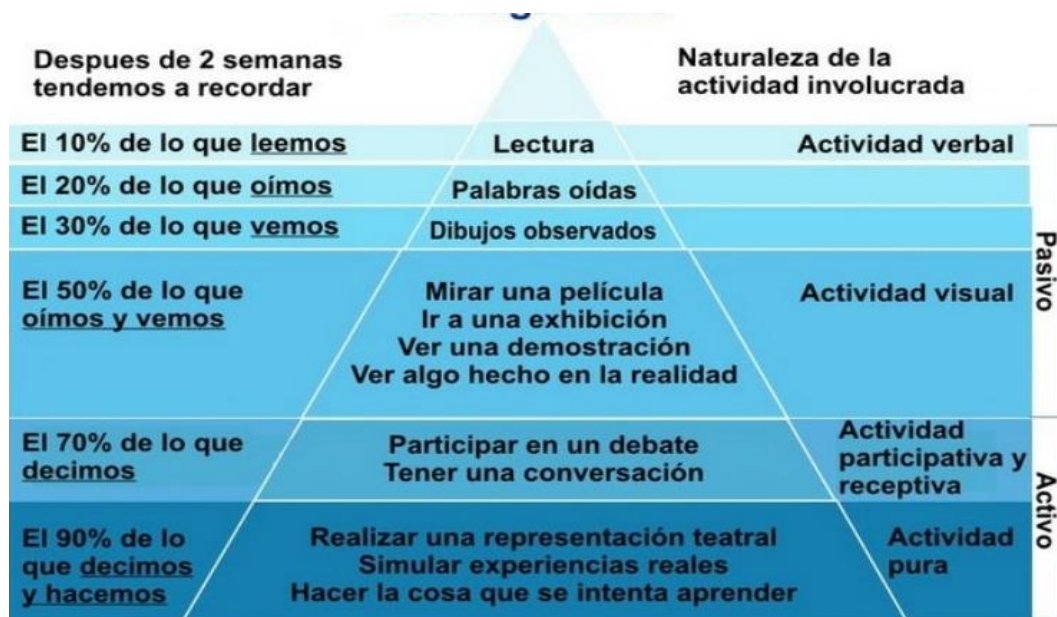 Despues de 2 semanas
tendemos a recordar
Naturaleza de la
actividad involucrada
El 10% de lo que leemos
Lectura
Actividad verbal
El 20% de lo que oímos
Palabras oídas
El 30% de lo que vemos
Dibujos observados
El 50% de lo que
oímos y vemos
Mirar una película
Ir a una exhibición
Ver una demostración
Ver algo hecho en la realidad
Actividad visual
Pasivo
El 70% de lo que
decimos
Participar en un debate
Tener una conversación
Actividad
participativa y
receptiva
El 90% de lo
que decimos
y hacemos
Realizar una representación teatral
Simular experiencias reales
Hacer la cosa que se intenta aprender
Actividad
pura
Activo